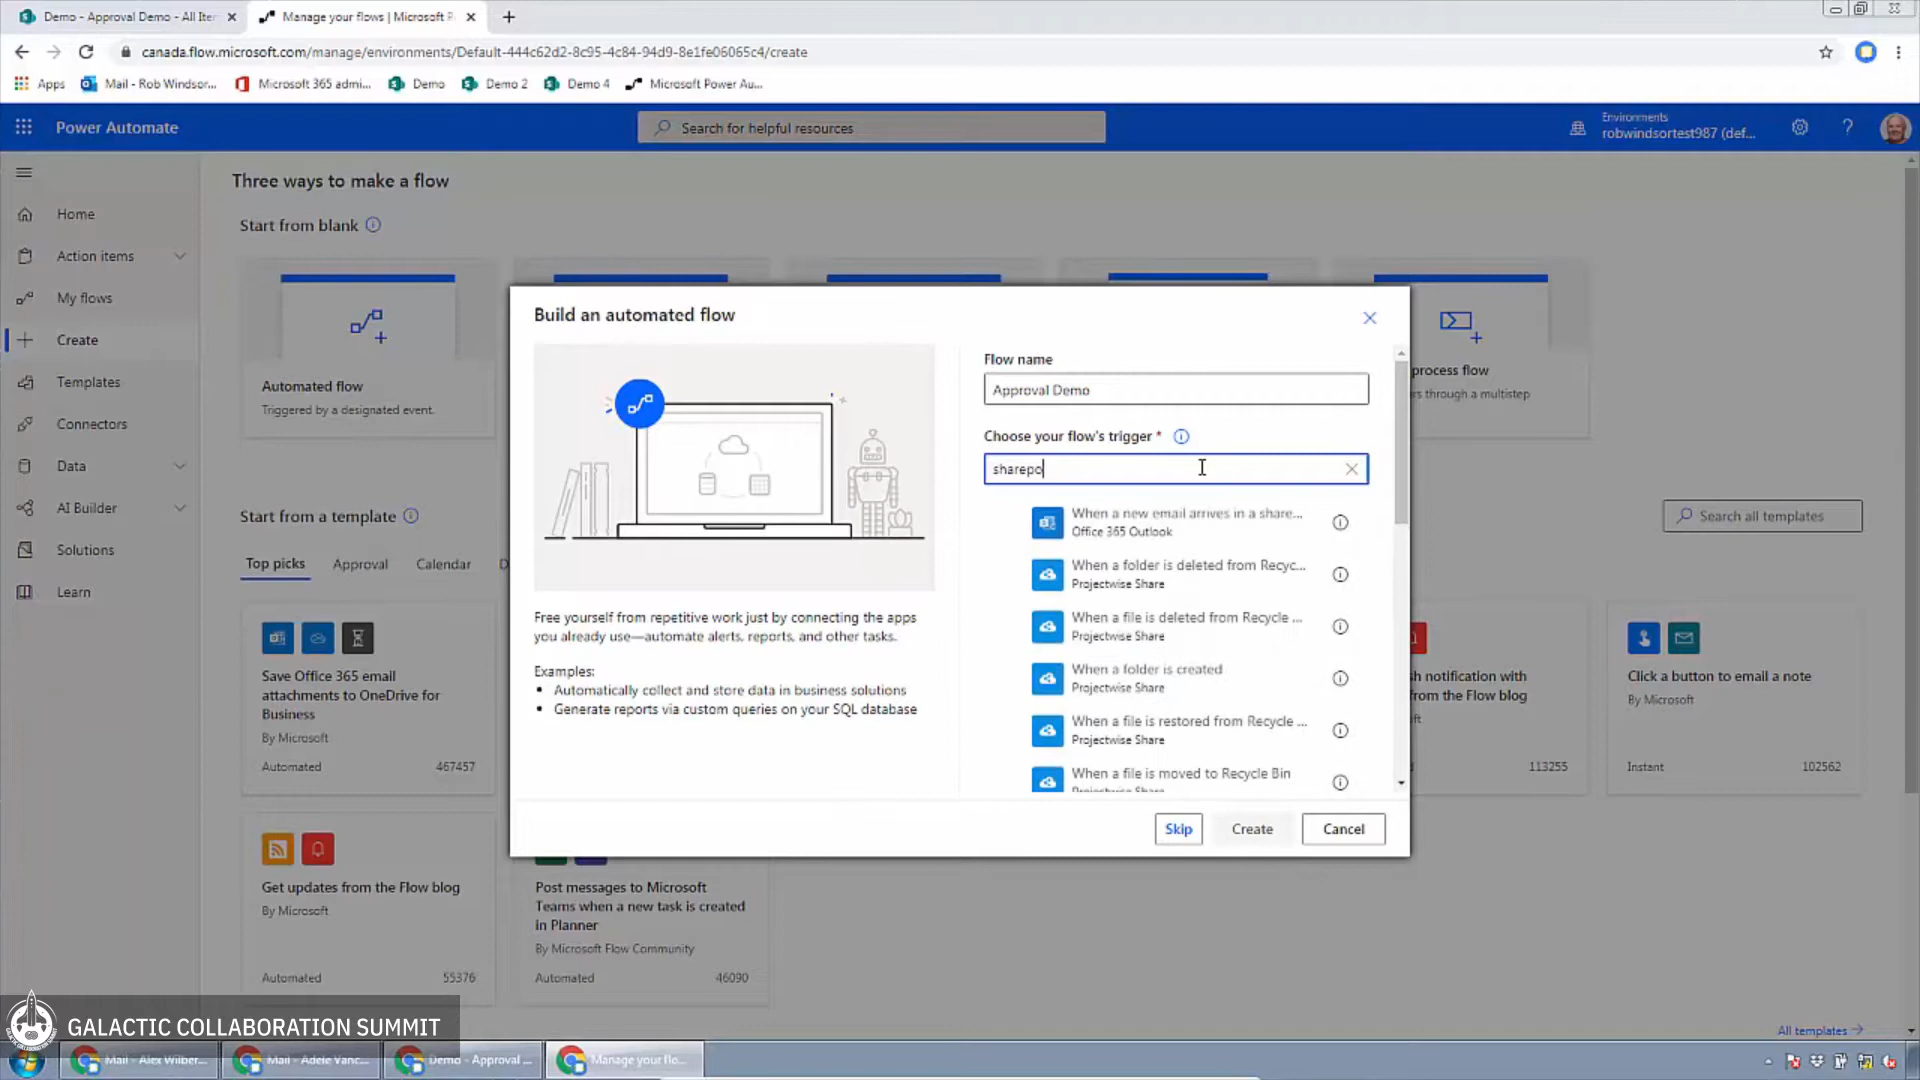 Demo - Approval Demo - All Iter
Manage your flows | Microsoft P
canada.flow.microsoft.com/manage/environments/Default-444c62d2-8c95-4c84-94d9-8e1fe06065c4/create
Apps
Mail - Rob Windsor...
Microsoft 365 admi...
Demo
Demo 2
Demo 4
Microsoft Power Au...
Power Automate
Search for helpful resources
Environments
robwindsortest987 (def...
Home
Action items
My flows
Create
Templates
Connectors
Data
AI Builder
Solutions
Learn
Three ways to make a flow
Start from blank
Automated flow
Triggered by a designated event.
process flow
rs through a multistep
Build an automated flow
Free yourself from repetitive work just by connecting the apps
you already use—automate alerts, reports, and other tasks.
Examples:
Automatically collect and store data in business solutions
Generate reports via custom queries on your SQL database
Flow name
Approval Demo
Choose your flow's trigger *
sharepo
When a new email arrives in a share...
Office 365 Outlook
When a folder is deleted from Recyc...
Projectwise Share
When a file is deleted from Recycle ...
Projectwise Share
When a folder is created
Projectwise Share
When a file is restored from Recycle ...
Projectwise Share
When a file is moved to Recycle Bin
Projectwise Share
Skip
Create
Cancel
Start from a template
Search all templates
Top picks
Approval
Calendar
Save Office 365 email
attachments to OneDrive for
Business
By Microsoft
Automated
467457
sh notification with
from the Flow blog
ft
113255
Click a button to email a note
By Microsoft
Instant
102562
Get updates from the Flow blog
By Microsoft
Automated
55376
Post messages to Microsoft
Teams when a new task is created
in Planner
By Microsoft Flow Community
Automated
46090
All templates
GALACTIC COLLABORATION SUMMIT
Mail - Alex Wilber...
Mail - Adele Vanc...
Demo - Approval ...
Manage your flo...